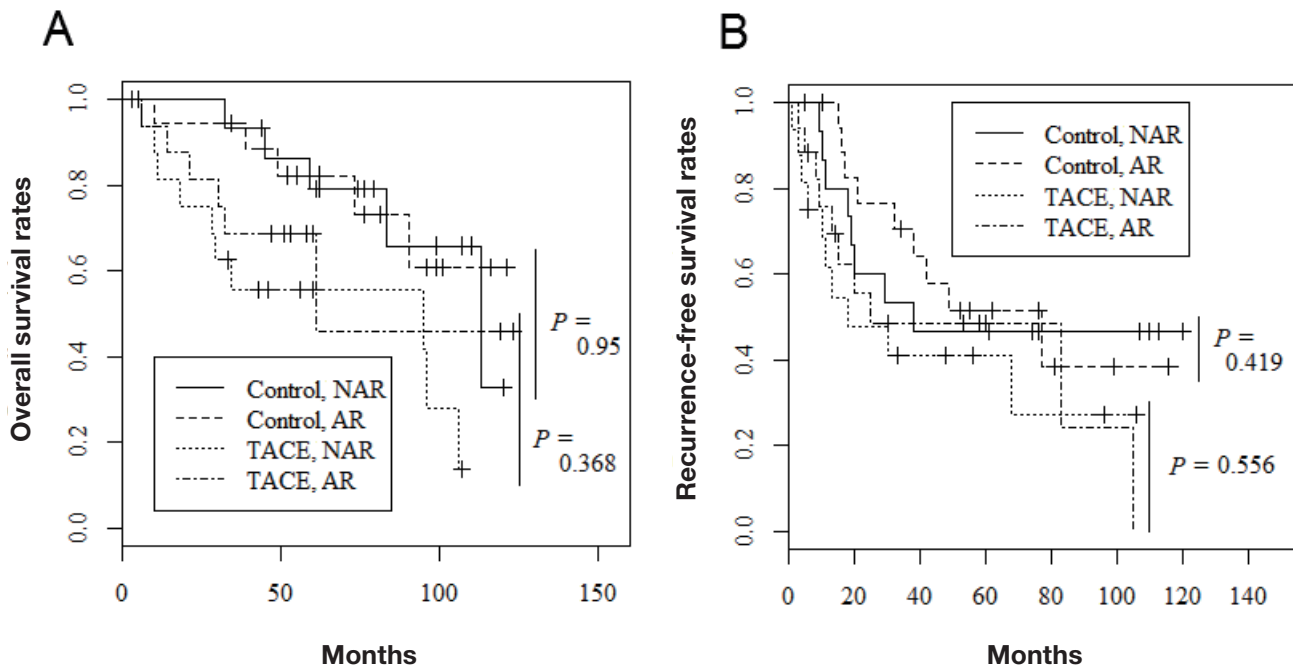 A
Overall survival rates
1.0
0.8
0.6
0.4
0.2
0.0
Control, NAR
Control, AR
TACE, NAR
TACE, AR
P =
0.95
P =
0.368
0
50
100
150
Months
B
Recurrence-free survival rates
1.0
0.8
0.6
0.4
0.2
0.0
Control, NAR
Control, AR
TACE, NAR
TACE, AR
P =
0.419
P = 0.556
0
20
40
60
80
100
120
140
Months